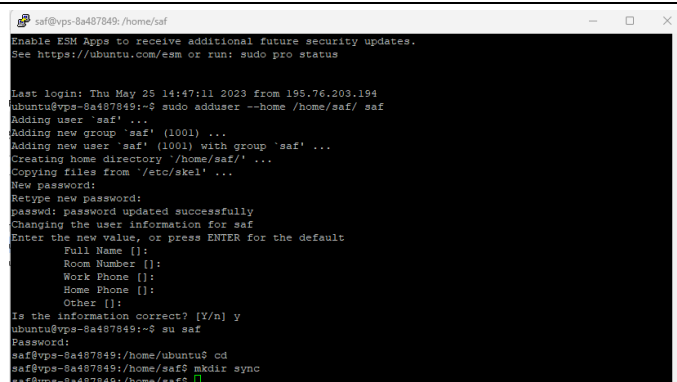 saf@vps-8a487849: /home/saf
Enable ESM Apps to receive additional future security updates.
See https://ubuntu.com/esm or run: sudo pro status
Last login: Thu May 25 14:47:11 2023 from 195.76.203.194
ubuntu@vps-8a487849:~$ sudo adduser --home /home/saf/ saf
Adding user `saf' ...
Adding new group `saf' (1001) ...
Adding new user `saf' (1001) with group `saf' ...
Creating home directory `/home/saf/' ...
Copying files from `/etc/skel' ...
New password:
Retype new password:
passwd: password updated successfully
Changing the user information for saf
Enter the new value, or press ENTER for the default
Full Name []:
Room Number []:
Work Phone []:
Home Phone []:
Other []:
Is the information correct? [Y/n] y
ubuntu@vps-8a487849:~$ su saf
Password:
saf@vps-8a487849:/home/ubuntu$ cd
saf@vps-8a487849:/home/saf$ mkdir sync
saf@vps-8a487849:/home/saf$